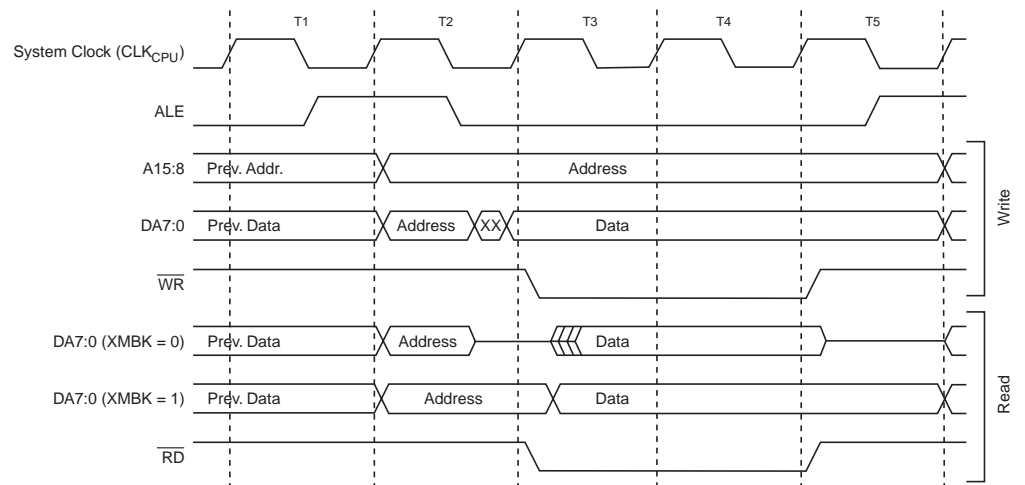 T1 T2 T3 T4 T5
System Clock (CLKCPU)
ALE
A15:8 Prev. Addr. Address
DA7:0 Prev. Data Address XX Data
WR
Write
DA7:0 (XMBK = 0) Prev. Data Address Data
DA7:0 (XMBK = 1) Prev. Data Address Data
RD
Read